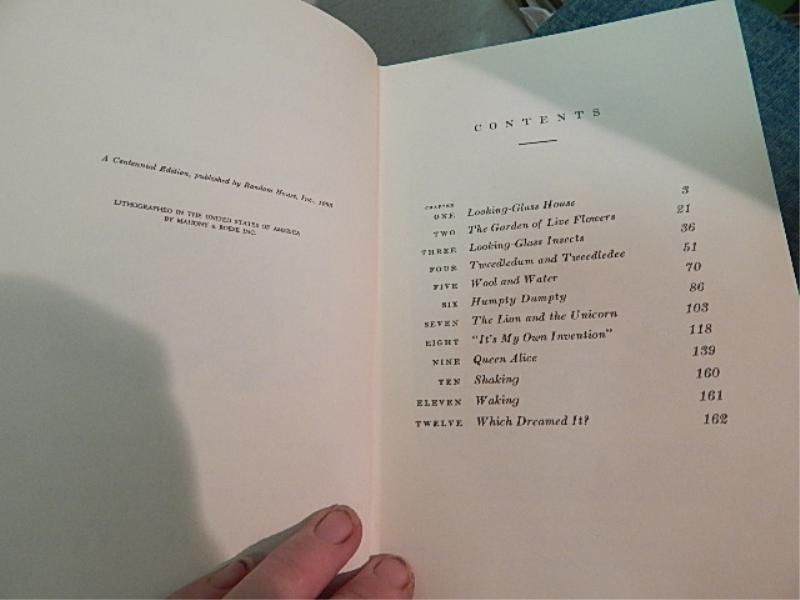 A Centennial Edition, published by Random House, Inc.,
LITHOGRAPHED IN THE UNITED STATES OF AMERICA
BY MAHONY & ROESE INC.
CONTENTS
CHAPTER
ONE Looking-Glass House 3
TWO The Garden of Live Flowers 21
THREE Looking-Glass Insects 36
FOUR Tweedledum and Tweedledee 51
FIVE Wool and Water 70
SIX Humpty Dumpty 86
SEVEN The Lion and the Unicorn 103
EIGHT "It's My Own Invention" 118
NINE Queen Alice 139
TEN Shaking 160
ELEVEN Waking 161
TWELVE Which Dreamed It? 162